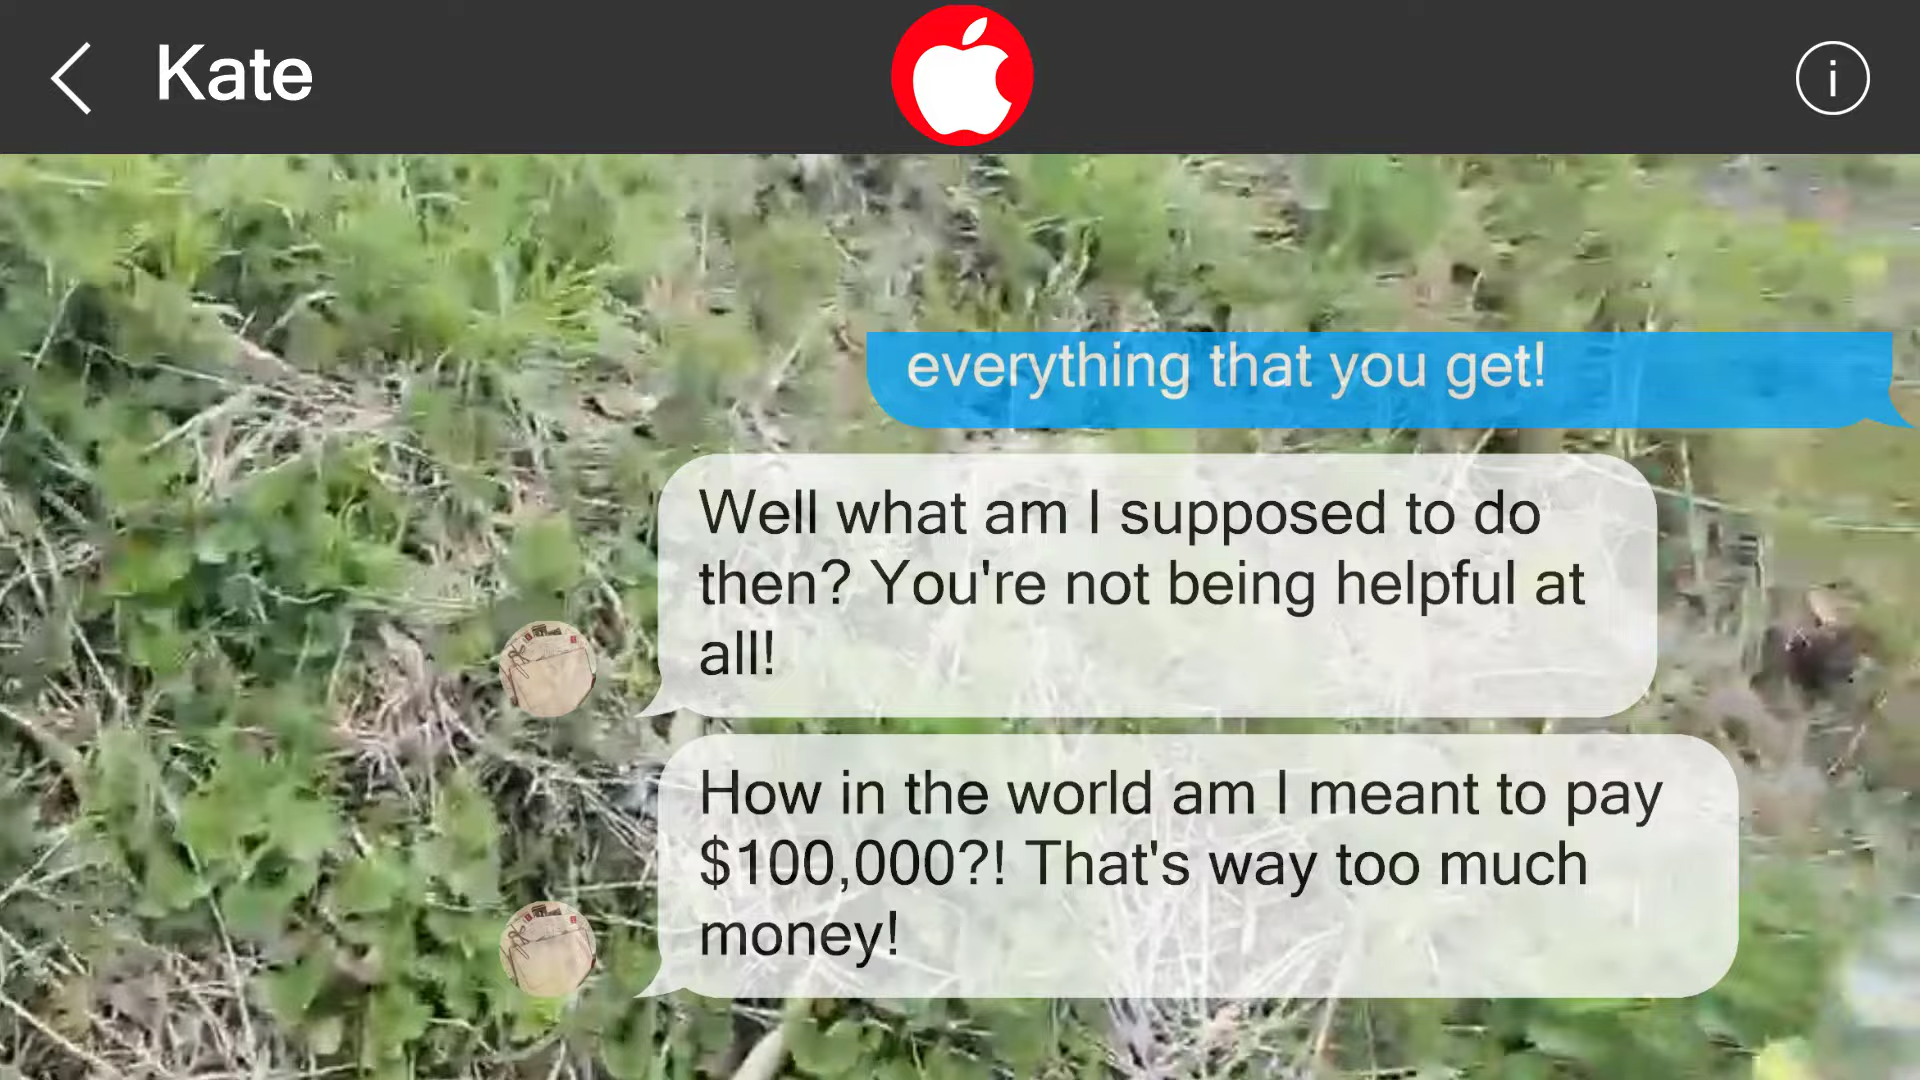 Kate
i
everything that you get!
Well what am I supposed to do
then? You're not being helpful at
all!
How in the world am I meant to pay
$100,000?! That's way too much
money!